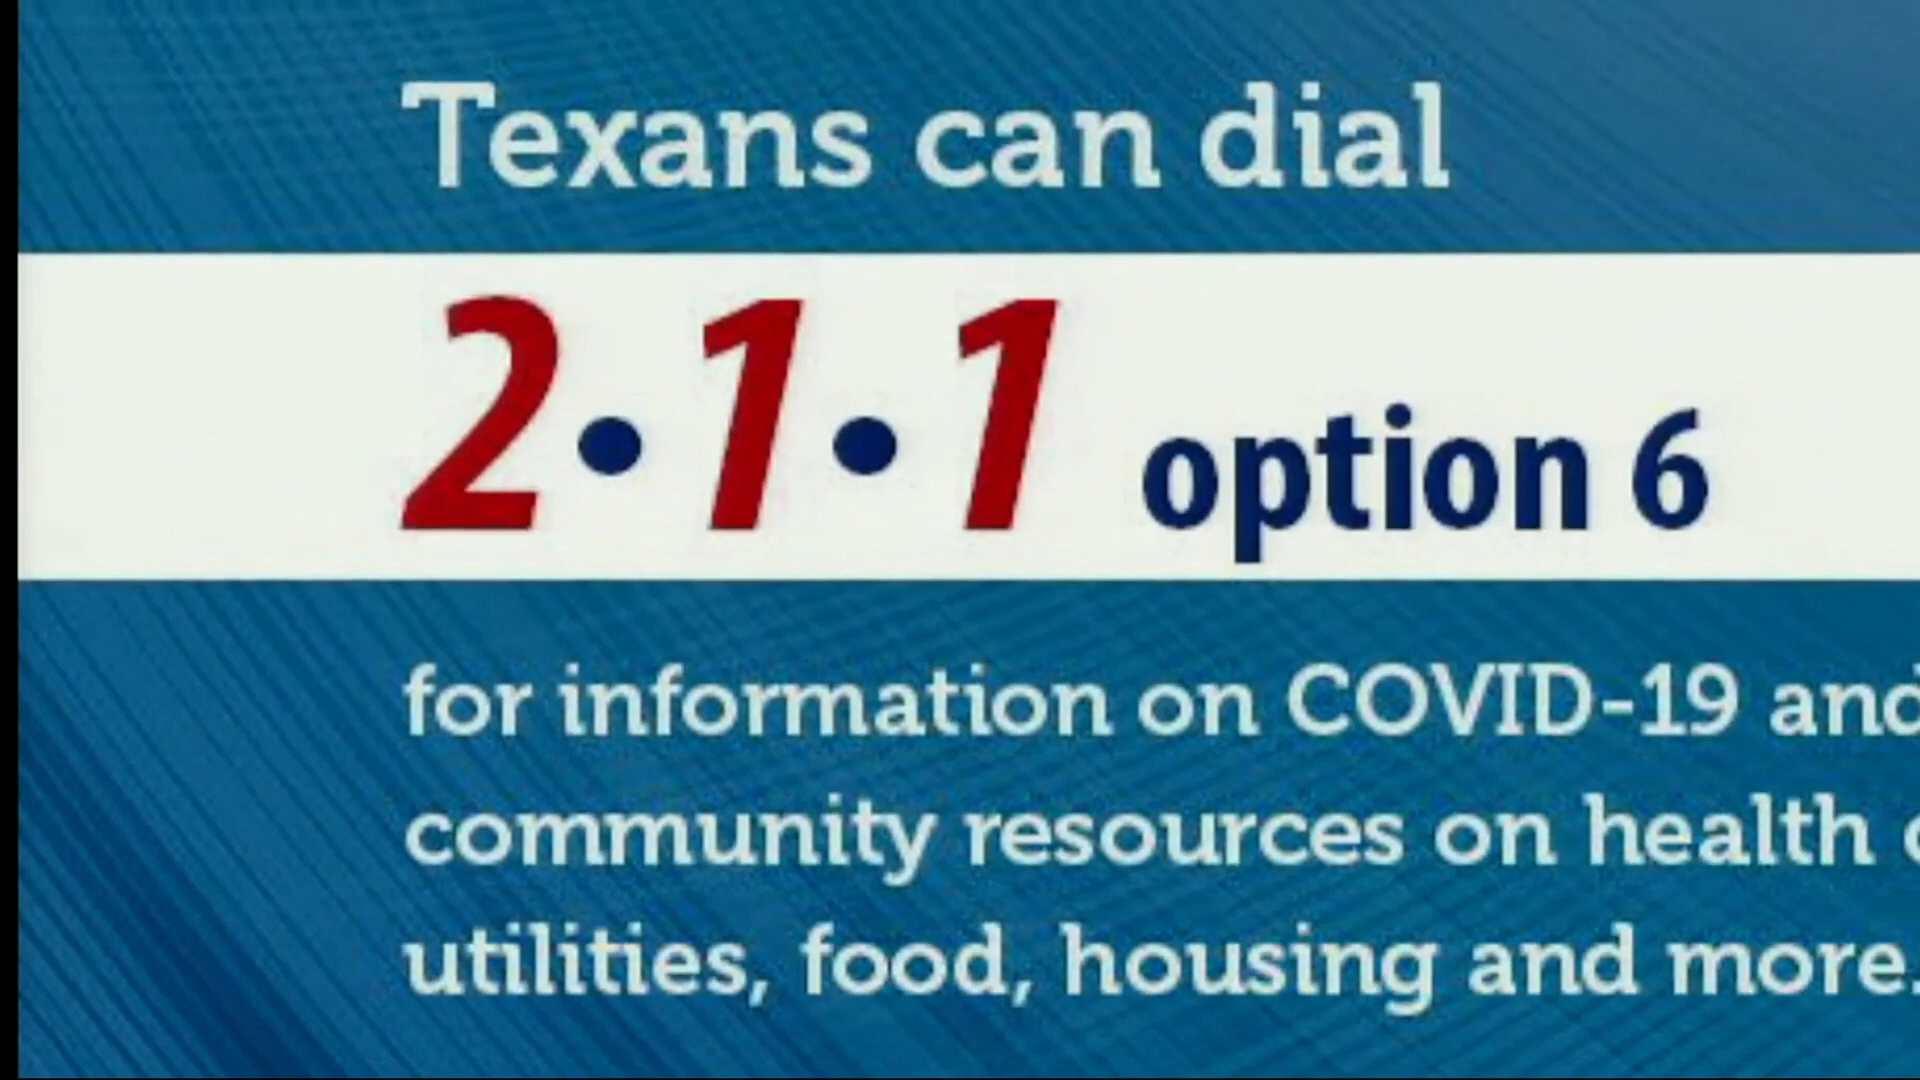 Texans can dial
2•1•1 option 6
for information on COVID-19 and
community resources on health
utilities, food, housing and more.